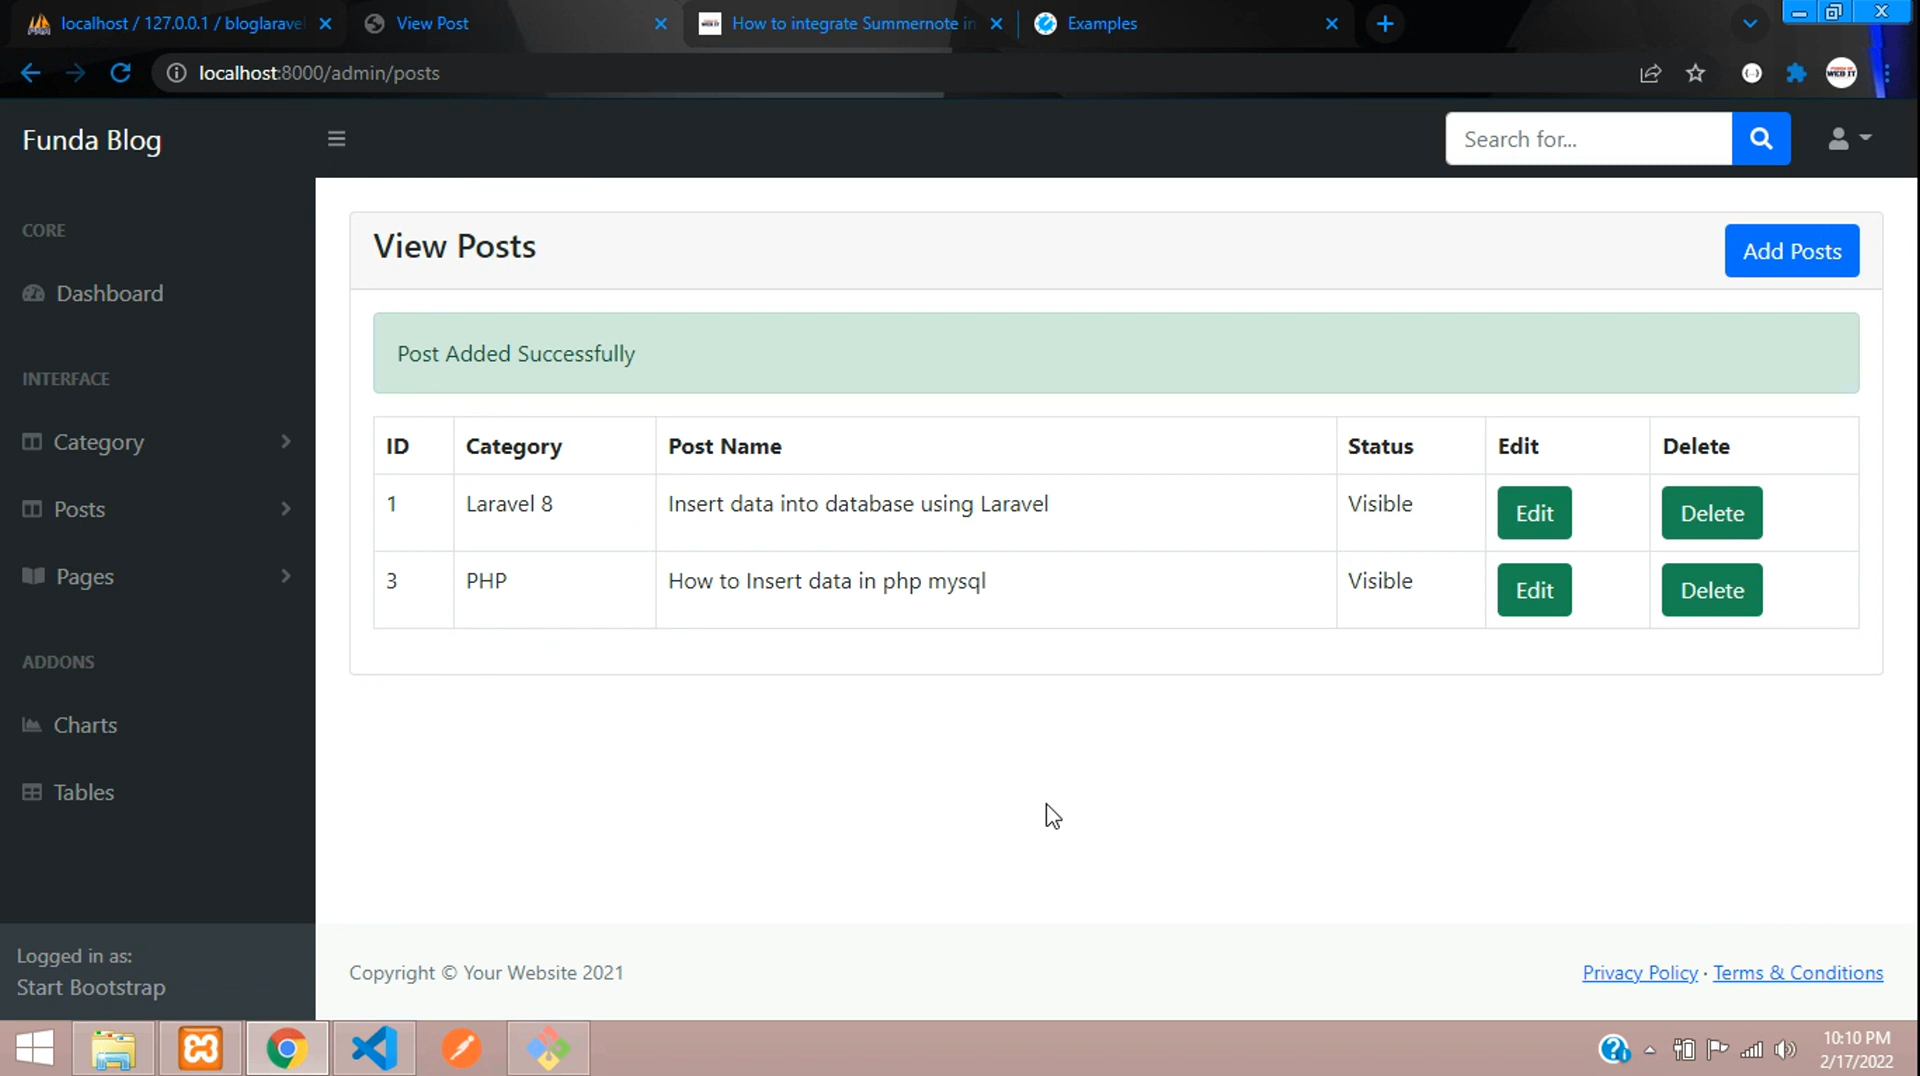 localhost / 127.0.0.1 / bloglaravel
View Post
How to integrate Summernote in
Examples
localhost:8000/admin/posts
Funda Blog
Search for...
CORE
Dashboard
INTERFACE
Category
Posts
Pages
ADDONS
Charts
Tables
Logged in as:
Start Bootstrap
View Posts
Add Posts
Post Added Successfully
ID Category Post Name Status Edit Delete
1 Laravel 8 Insert data into database using Laravel Visible Edit Delete
3 PHP How to Insert data in php mysql Visible Edit Delete
Copyright © Your Website 2021
Privacy Policy · Terms & Conditions
10:10 PM
2/17/2022